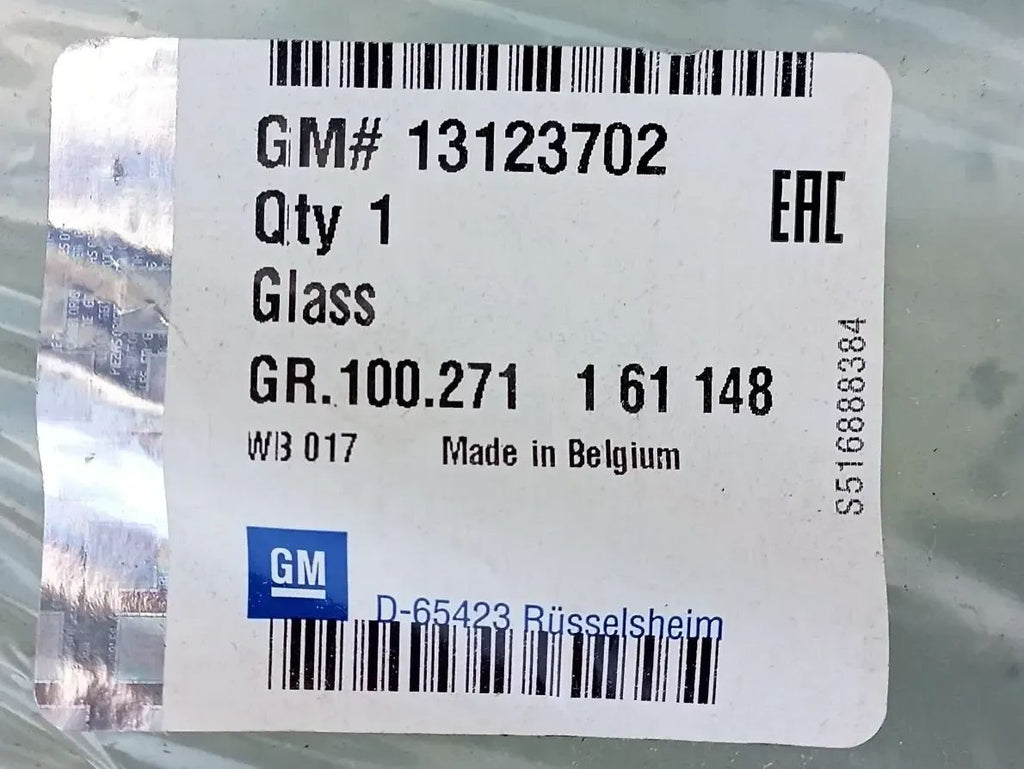 GM# 13123702
Qty 1
EAC
Glass
GR.100.271 1 61 148
WB 017 Made in Belgium
S516888384
GM
D-65423 Rüsselsheim